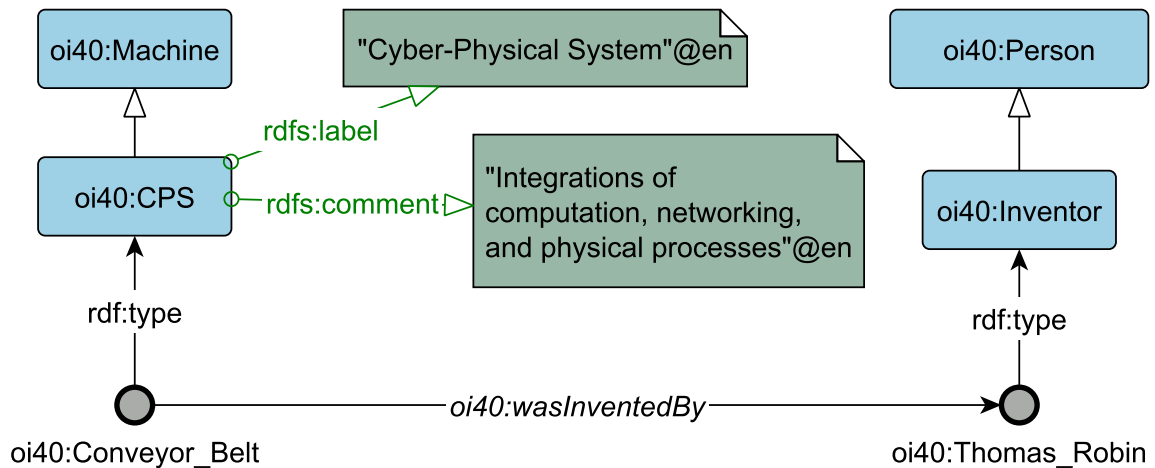 oi40:Machine
"Cyber-Physical System"@en
oi40:Person
rdfs:label
oi40:CPS
rdfs:comment
"Integrations of
computation, networking,
and physical processes"@en
oi40:Inventor
rdf:type
rdf:type
oi40:wasInventedBy
oi40:Conveyor_Belt
oi40:Thomas_Robin